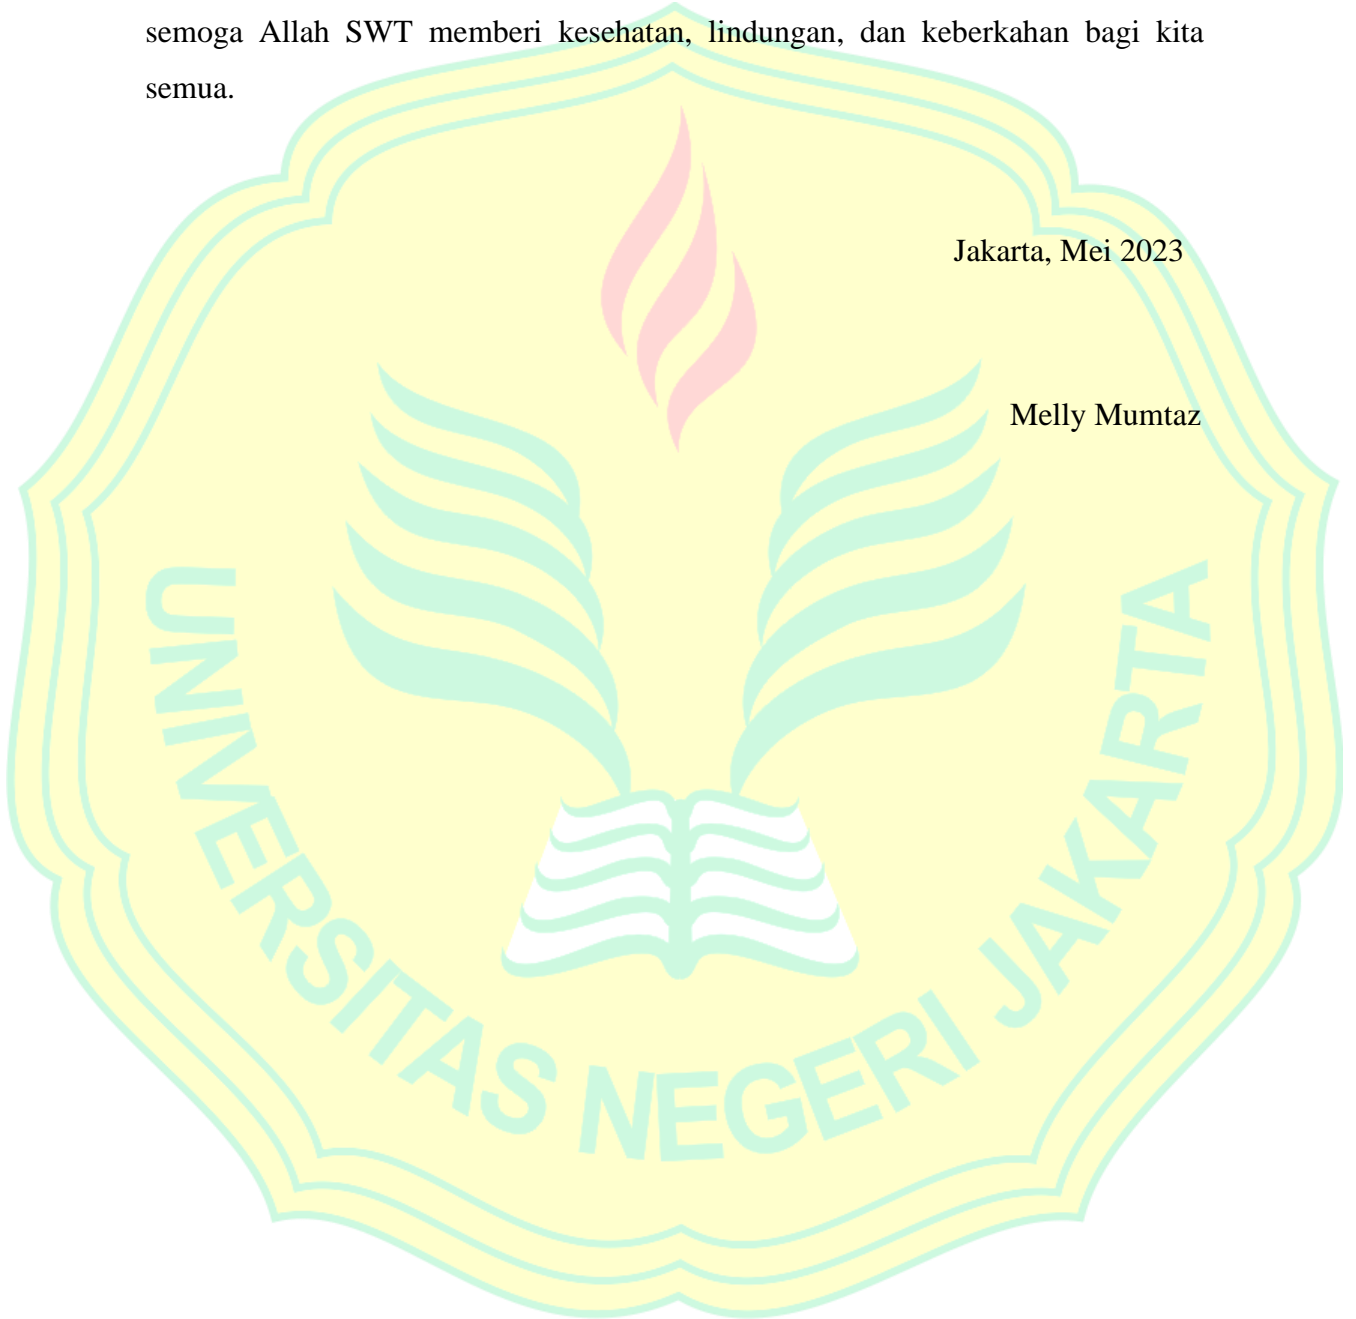 semoga Allah SWT memberi kesehatan, lindungan, dan keberkahan bagi kita
semua.
Jakarta, Mei 2023
Melly Mumtaz
UNIVERSITAS NEGERI JAKARTA